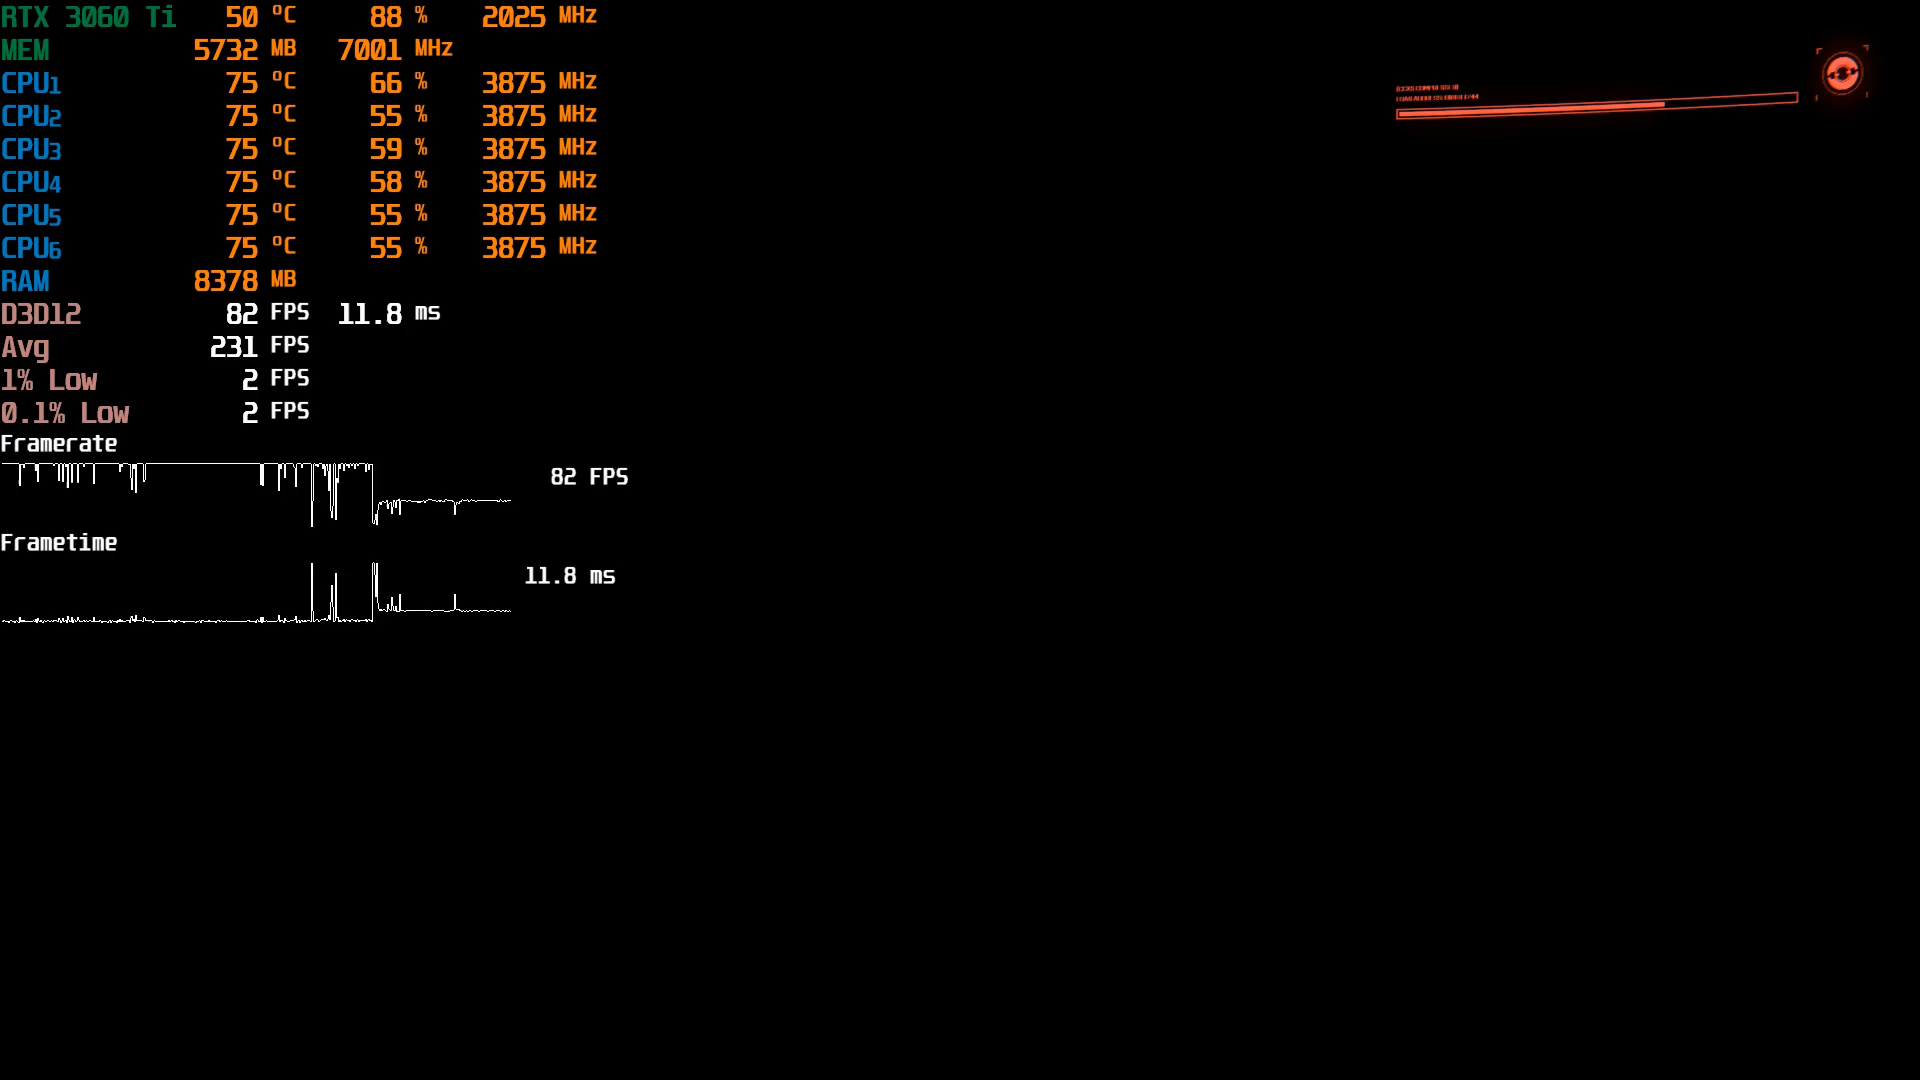 RTX 3060 Ti 50 °C 88 % 2025 MHz
MEM 5732 MB 7001 MHz
CPU1 75 °C 66 % 3875 MHz
CPU2 75 °C 55 % 3875 MHz
CPU3 75 °C 59 % 3875 MHz
CPU4 75 °C 58 % 3875 MHz
CPU5 75 °C 55 % 3875 MHz
CPU6 75 °C 55 % 3875 MHz
RAM 8378 MB
D3D12 82 FPS 11.8 ms
Avg 231 FPS
1% Low 2 FPS
0.1% Low 2 FPS
Framerate
82 FPS
Frametime
11.8 ms